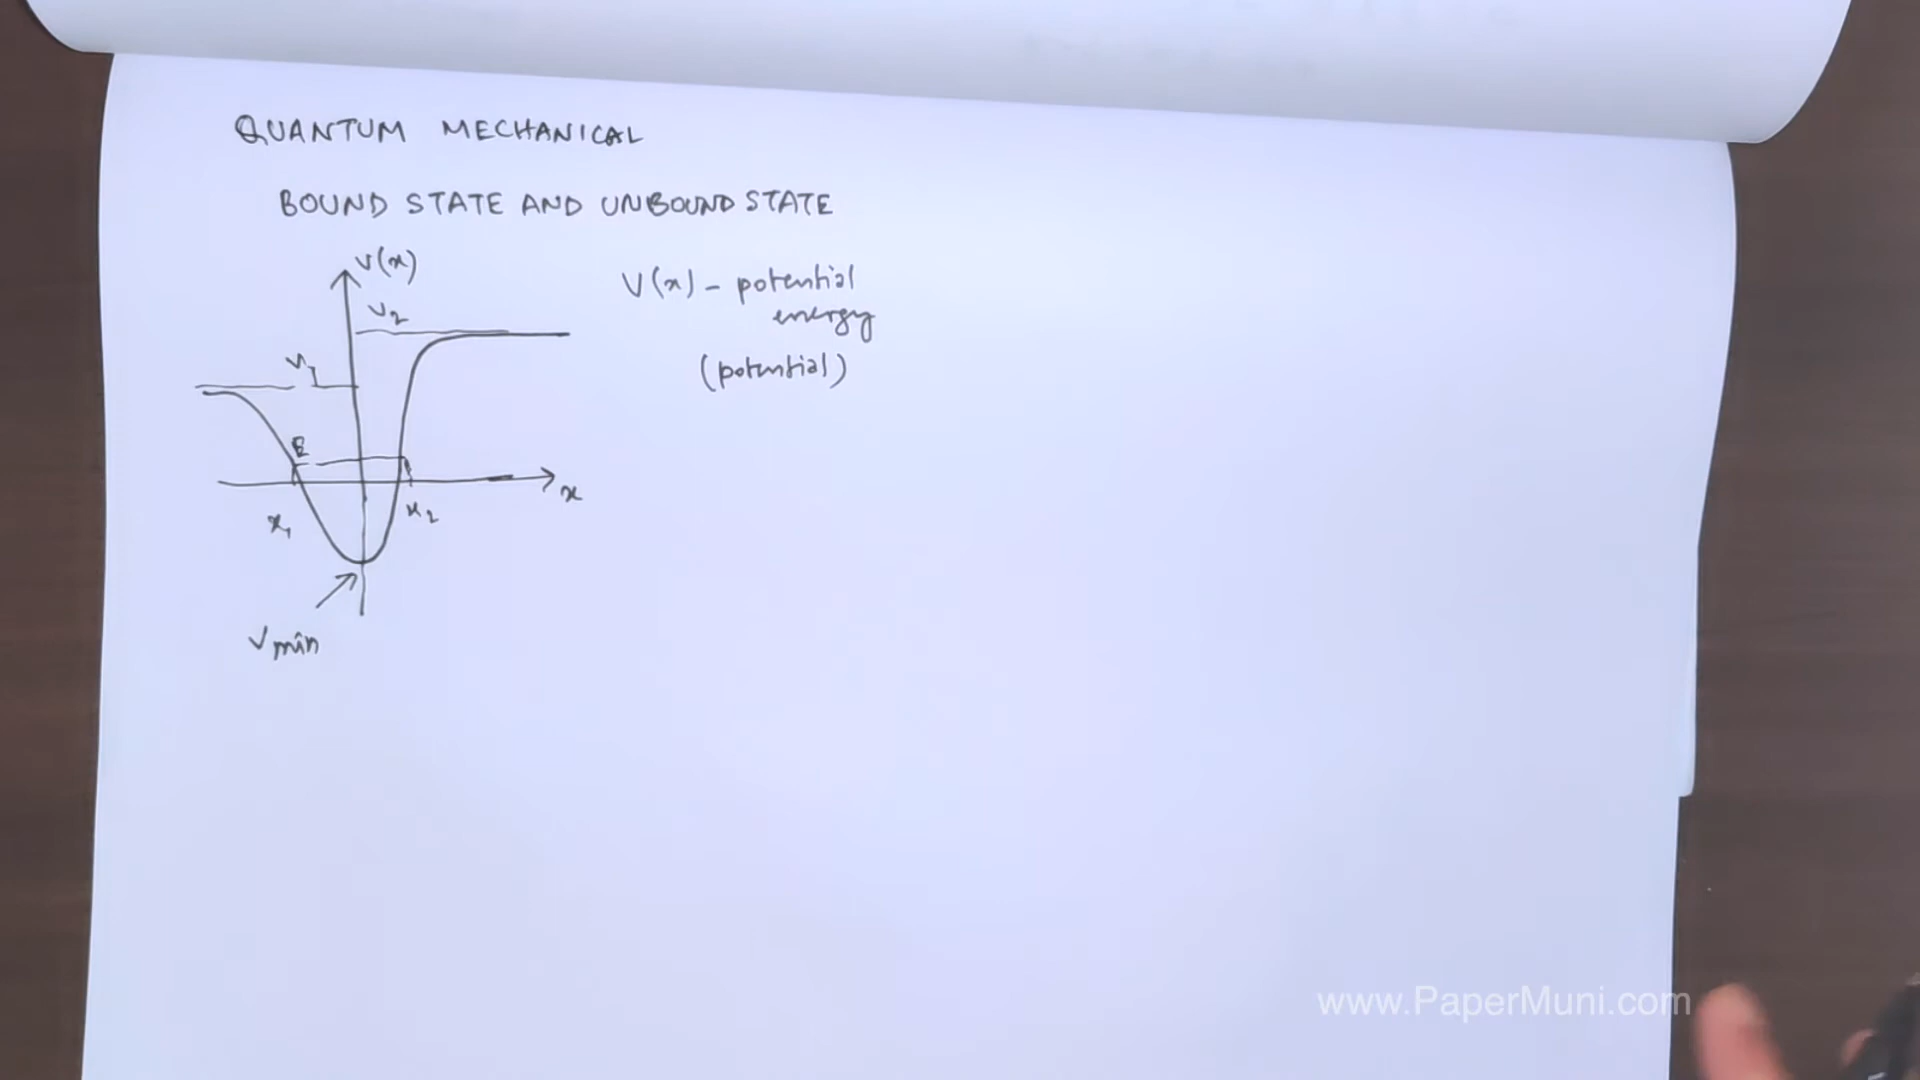 QUANTUM MECHANICAL
BOUND STATE AND UNBOUND STATE
V(x)
V(x) - potential
energy
(potential)
V2
V1
E
x
x1
x2
Vmin
www.PaperMuni.com